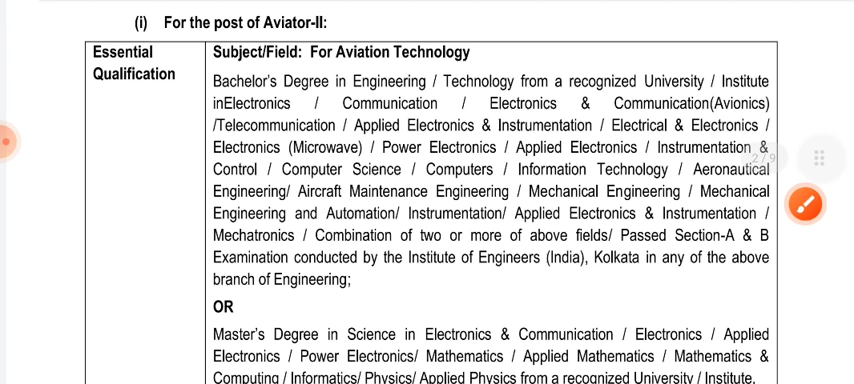 (i) For the post of Aviator-II:
Essential Qualification
Subject/Field: For Aviation Technology
Bachelor's Degree in Engineering / Technology from a recognized University / Institute
inElectronics / Communication / Electronics & Communication(Avionics)
/Telecommunication / Applied Electronics & Instrumentation / Electrical & Electronics /
Electronics (Microwave) / Power Electronics / Applied Electronics / Instrumentation &
Control / Computer Science / Computers / Information Technology / Aeronautical
Engineering/ Aircraft Maintenance Engineering / Mechanical Engineering / Mechanical
Engineering and Automation/ Instrumentation/ Applied Electronics & Instrumentation /
Mechatronics / Combination of two or more of above fields/ Passed Section-A & B
Examination conducted by the Institute of Engineers (India), Kolkata in any of the above
branch of Engineering;
OR
Master's Degree in Science in Electronics & Communication / Electronics / Applied
Electronics / Power Electronics/ Mathematics / Applied Mathematics / Mathematics &
Computing / Informatics/ Physics/ Applied Physics from a recognized University / Institute.
2/9